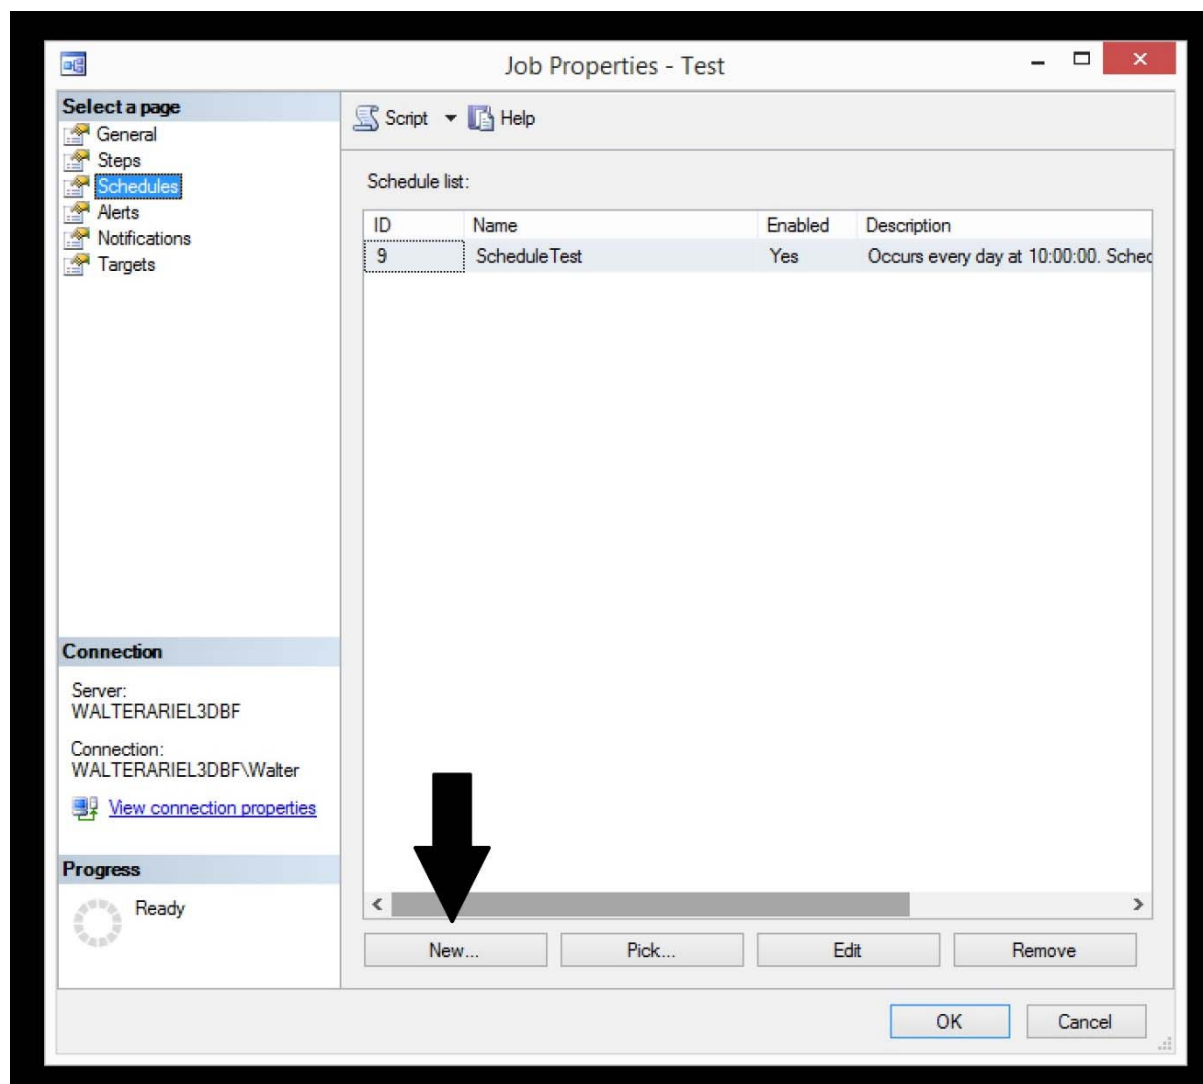 Job Properties - Test
Select a page
General
Steps
Schedules
Alerts
Notifications
Targets
Connection
Server:
WALTERARIEL3DBF
Connection:
WALTERARIEL3DBF\Walter
View connection properties
Progress
Ready
Script Help
Schedule list:
ID Name Enabled Description
9 ScheduleTest Yes Occurs every day at 10:00:00. Sched
New... Pick... Edit Remove
OK Cancel